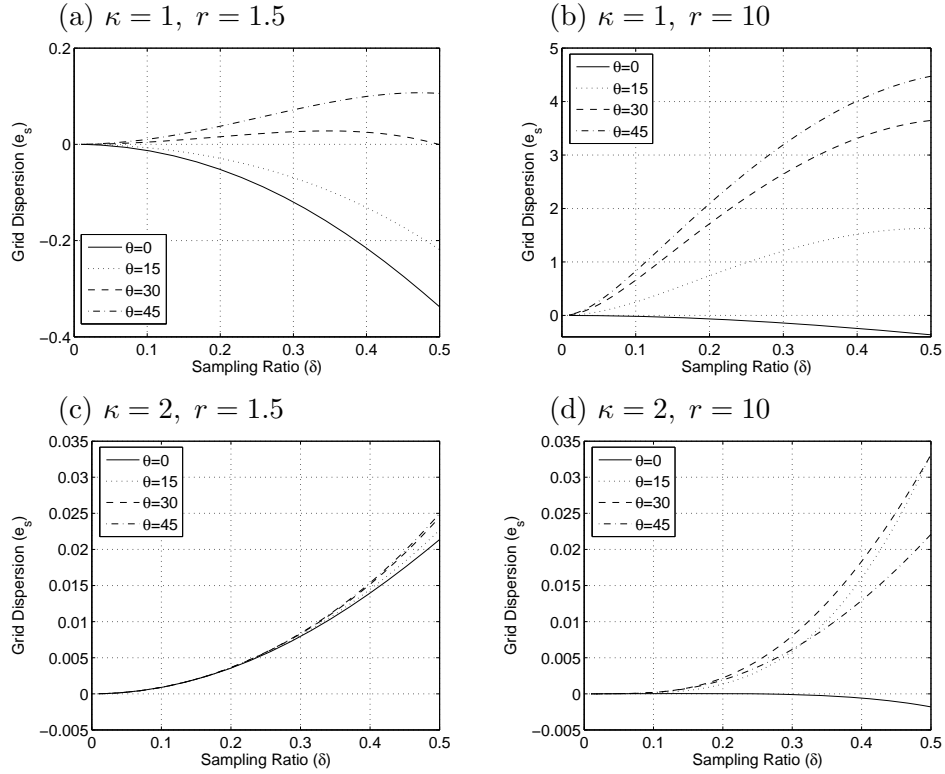 (a) κ = 1, r = 1.5
0.2
0
−0.2
−0.4
Grid Dispersion (e_s)
θ=0
θ=15
θ=30
θ=45
0 0.1 0.2 0.3 0.4 0.5
Sampling Ratio (δ)
(b) κ = 1, r = 10
5
4
3
2
1
0
Grid Dispersion (e_s)
θ=0
θ=15
θ=30
θ=45
0 0.1 0.2 0.3 0.4 0.5
Sampling Ratio (δ)
(c) κ = 2, r = 1.5
0.035
0.03
0.025
0.02
0.015
0.01
0.005
0
−0.005
Grid Dispersion (e_s)
θ=0
θ=15
θ=30
θ=45
0 0.1 0.2 0.3 0.4 0.5
Sampling Ratio (δ)
(d) κ = 2, r = 10
0.035
0.03
0.025
0.02
0.015
0.01
0.005
0
−0.005
Grid Dispersion (e_s)
θ=0
θ=15
θ=30
θ=45
0 0.1 0.2 0.3 0.4 0.5
Sampling Ratio (δ)